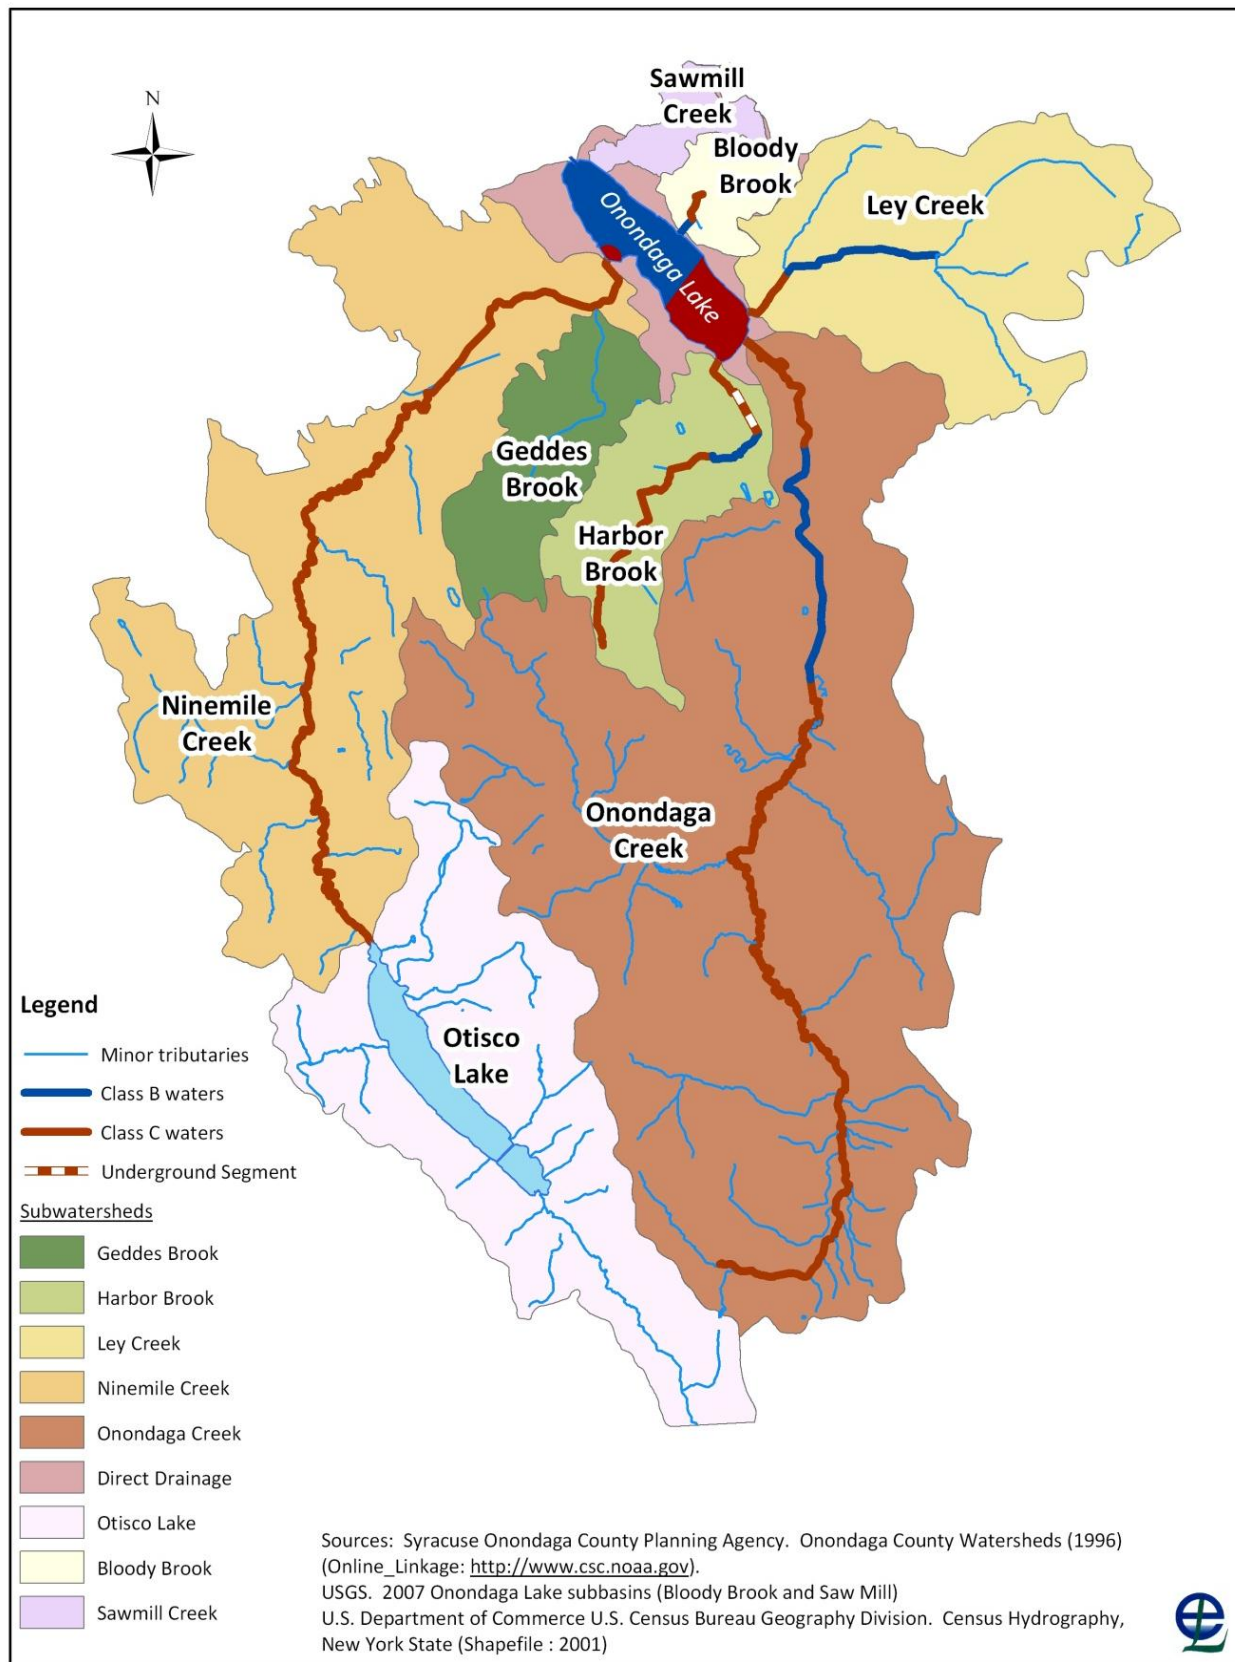 N
Sawmill
Creek
Bloody
Brook
Ley Creek
Onondaga Lake
Geddes
Brook
Harbor
Brook
Ninemile
Creek
Onondaga
Creek
Otisco
Lake
Legend
Minor tributaries
Class B waters
Class C waters
Underground Segment
Subwatersheds
Geddes Brook
Harbor Brook
Ley Creek
Ninemile Creek
Onondaga Creek
Direct Drainage
Otisco Lake
Bloody Brook
Sawmill Creek
Sources:  Syracuse Onondaga County Planning Agency.  Onondaga County Watersheds (1996)
(Online_Linkage: http://www.csc.noaa.gov).
USGS.  2007 Onondaga Lake subbasins (Bloody Brook and Saw Mill)
U.S. Department of Commerce U.S. Census Bureau Geography Division.  Census Hydrography,
New York State (Shapefile : 2001)